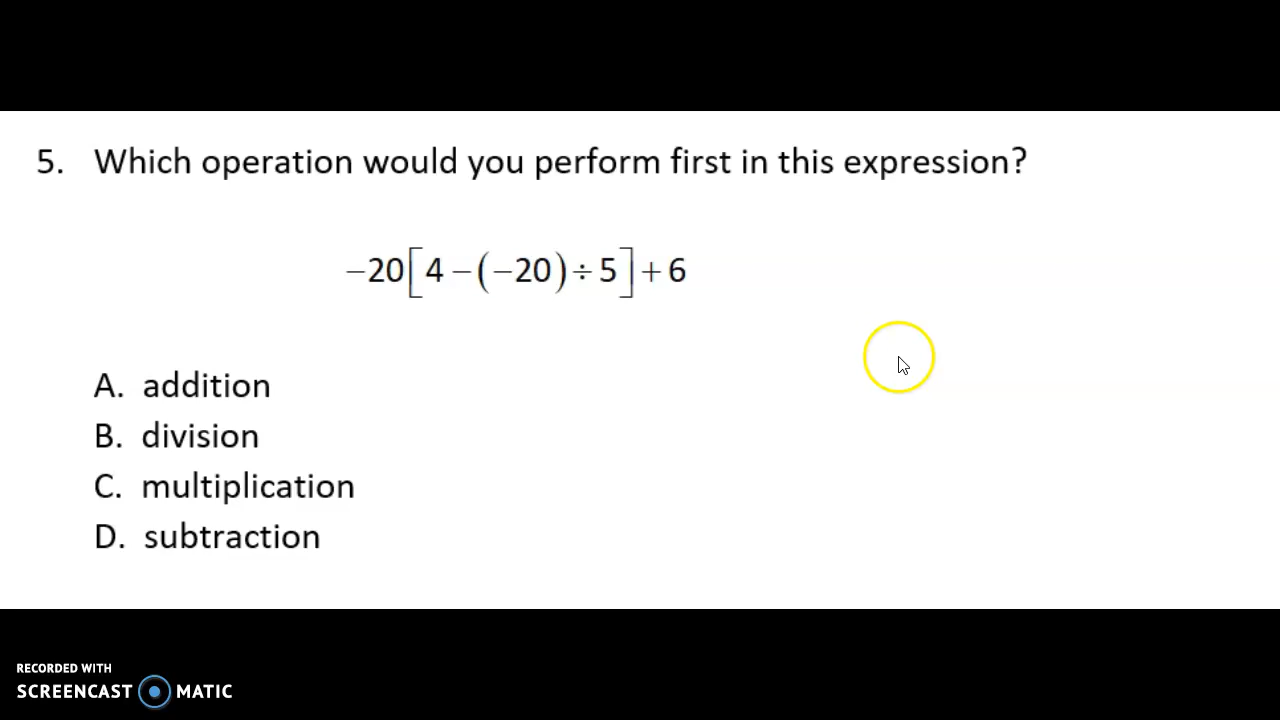 5. Which operation would you perform first in this expression?
−20[4−(−20)÷5]+6
A. addition
B. division
C. multiplication
D. subtraction
RECORDED WITH
SCREENCAST MATIC